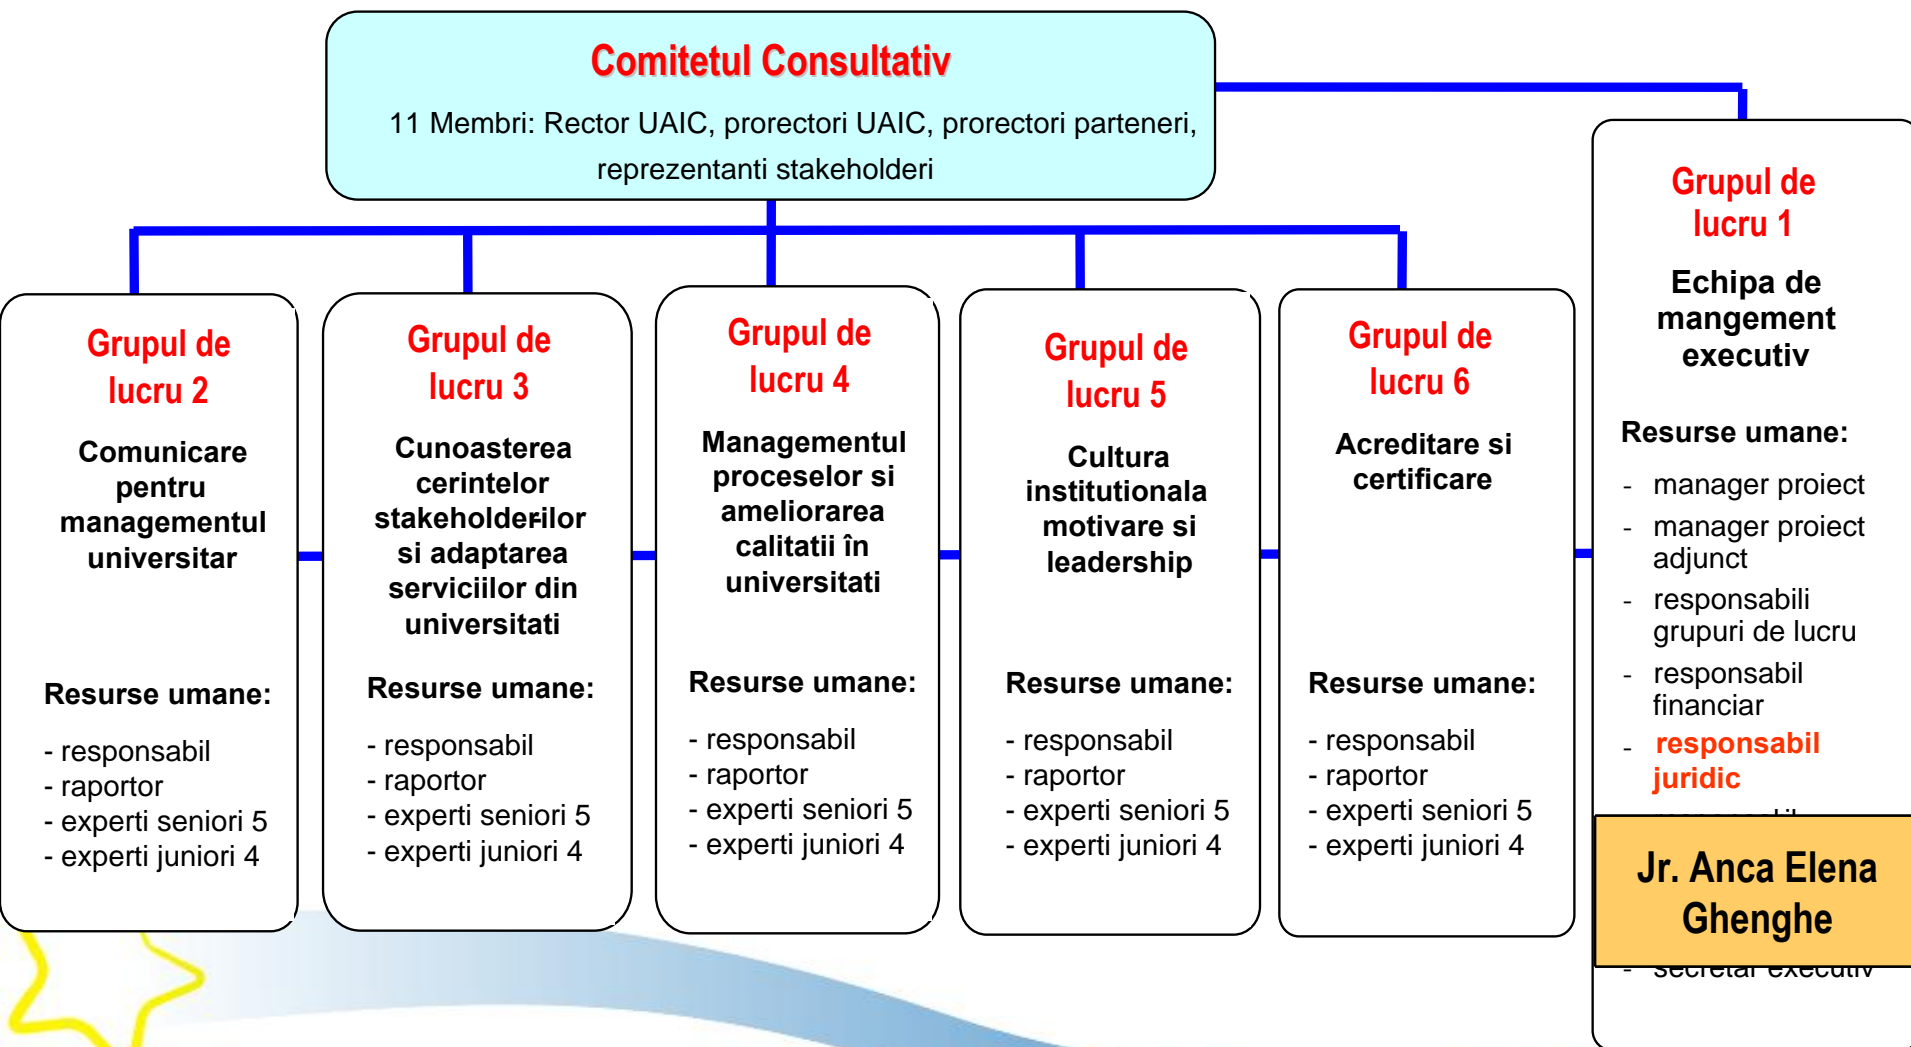 Comitetul Consultativ
11 Membri: Rector UAIC, prorectori UAIC, prorectori parteneri,
reprezentanti stakeholderi
Grupul de
lucru 2
Comunicare
pentru
managementul
universitar
Resurse umane:
- responsabil
- raportor
- experti seniori 5
- experti juniori 4
Grupul de
lucru 3
Cunoasterea
cerintelor
stakeholderilor
si adaptarea
serviciilor din
universitati
Resurse umane:
- responsabil
- raportor
- experti seniori 5
- experti juniori 4
Grupul de
lucru 4
Managementul
proceselor si
ameliorarea
calitatii în
universitati
Resurse umane:
- responsabil
- raportor
- experti seniori 5
- experti juniori 4
Grupul de
lucru 5
Cultura
institutionala
motivare si
leadership
Resurse umane:
- responsabil
- raportor
- experti seniori 5
- experti juniori 4
Grupul de
lucru 6
Acreditare si
certificare
Resurse umane:
- responsabil
- raportor
- experti seniori 5
- experti juniori 4
Grupul de
lucru 1
Echipa de
mangement
executiv
Resurse umane:
- manager proiect
- manager proiect
adjunct
- responsabili
grupuri de lucru
- responsabil
financiar
- responsabil
juridic
Jr. Anca Elena
Ghenghe
- secretar executiv